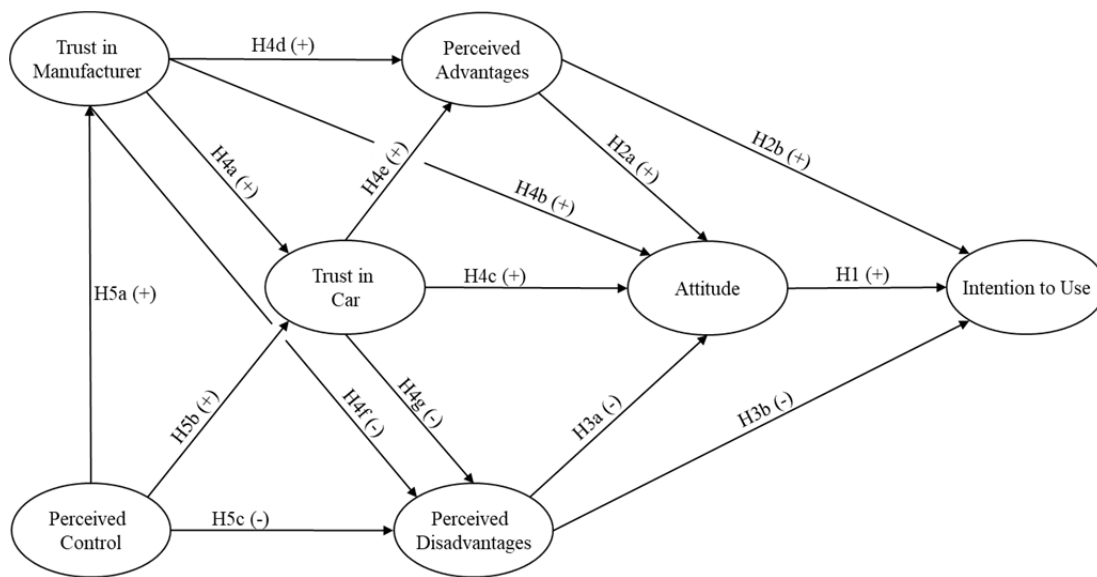 Trust in
Manufacturer
H4d (+)
Perceived
Advantages
H4a (+)
H4e (+)
H4b (+)
H2a (+)
H2b (+)
H5a (+)
Trust in
Car
H4c (+)
Attitude
H1 (+)
Intention to Use
H5b (+)
H4f (-)
H4g (-)
H3a (-)
H3b (-)
Perceived
Control
H5c (-)
Perceived
Disadvantages